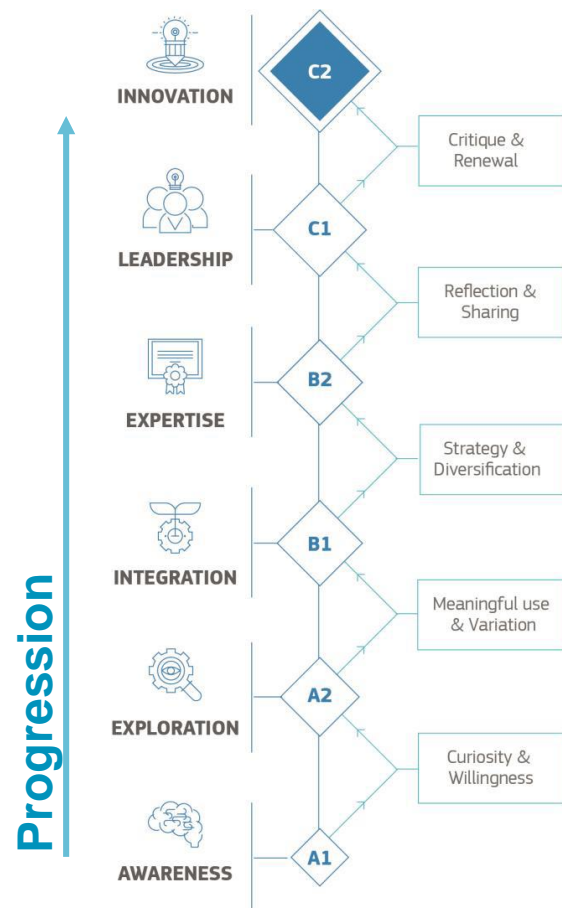 C2
INNOVATION
Critique &
Renewal
C1
LEADERSHIP
Reflection &
Sharing
B2
EXPERTISE
Strategy &
Diversification
B1
INTEGRATION
Meaningful use
& Variation
A2
EXPLORATION
Curiosity &
Willingness
A1
AWARENESS
Progression